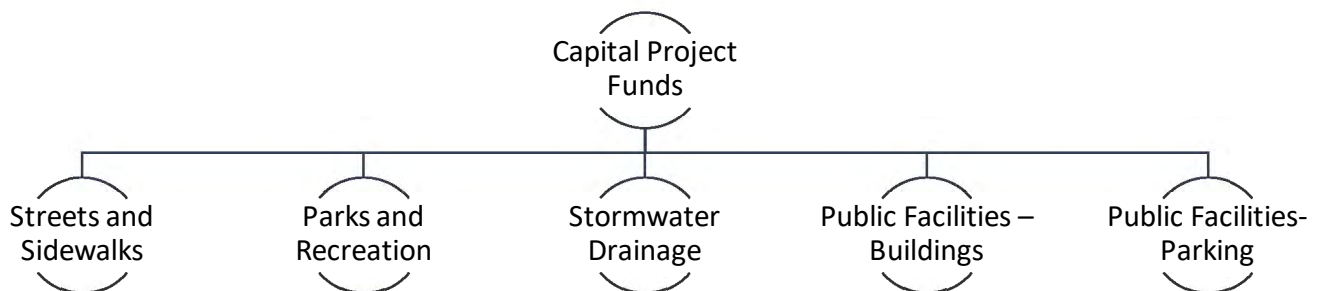 Capital Project
Funds
Streets and
Sidewalks
Parks and
Recreation
Stormwater
Drainage
Public Facilities –
Buildings
Public Facilities-
Parking